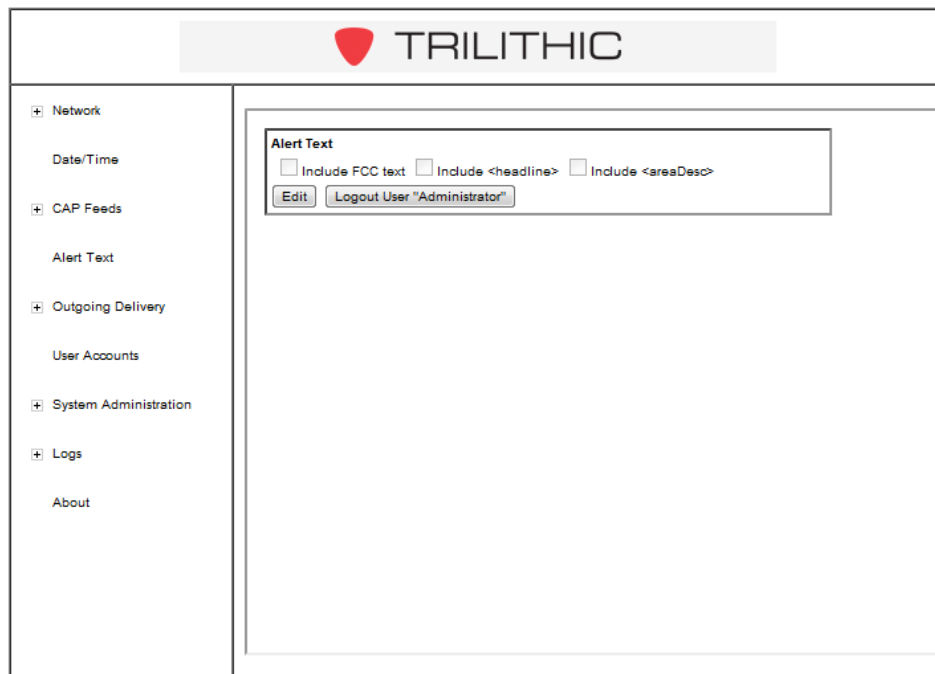 TRILITHIC
Network
Date/Time
CAP Feeds
Alert Text
Outgoing Delivery
User Accounts
System Administration
Logs
About
Alert Text
Include FCC text Include <headline> Include <areaDesc>
Edit Logout User "Administrator"